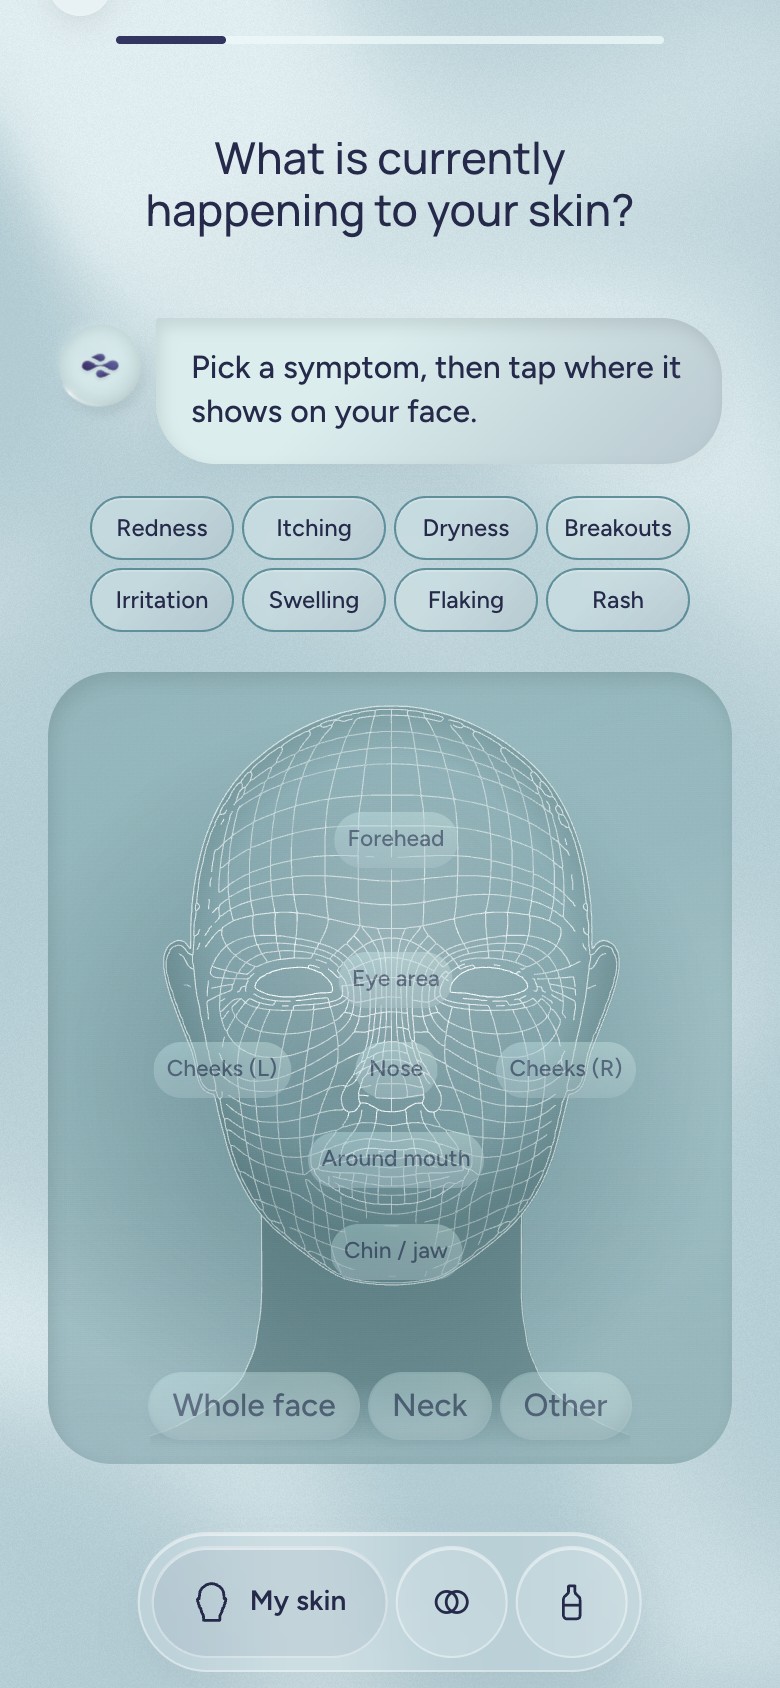 What is currently
happening to your skin?
Pick a symptom, then tap where it
shows on your face.
Redness
Itching
Dryness
Breakouts
Irritation
Swelling
Flaking
Rash
Forehead
Eye area
Cheeks (L)
Nose
Cheeks (R)
Around mouth
Chin / jaw
Whole face
Neck
Other
My skin